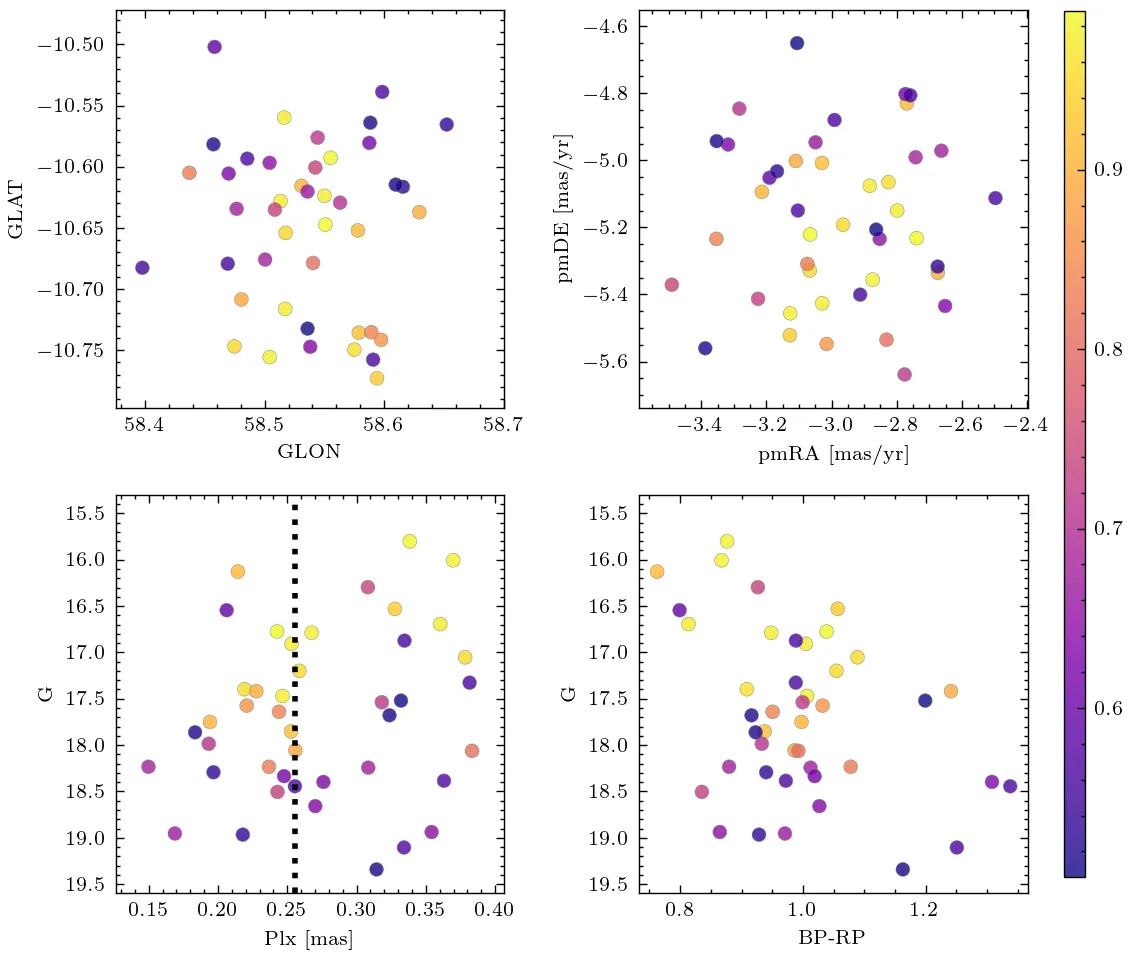 −10.50
−10.55
−10.60
−10.65
−10.70
−10.75
GLAT
58.4 58.5 58.6 58.7
GLON
−4.6
−4.8
−5.0
−5.2
−5.4
−5.6
pmDE [mas/yr]
−3.4 −3.2 −3.0 −2.8 −2.6 −2.4
pmRA [mas/yr]
15.5
16.0
16.5
17.0
17.5
18.0
18.5
19.0
19.5
G
0.15 0.20 0.25 0.30 0.35 0.40
Plx [mas]
15.5
16.0
16.5
17.0
17.5
18.0
18.5
19.0
19.5
G
0.8 1.0 1.2
BP-RP
0.9
0.8
0.7
0.6